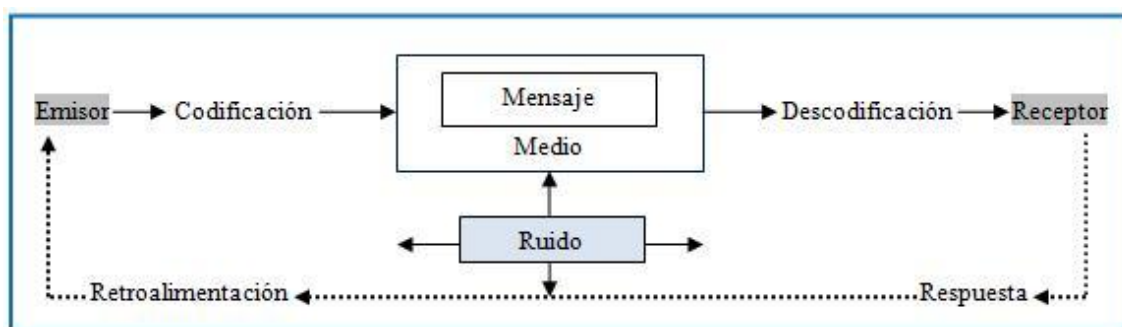 Mensaje
Emisor Codificación Descodificación Receptor
Medio
Ruido
Retroalimentación Respuesta